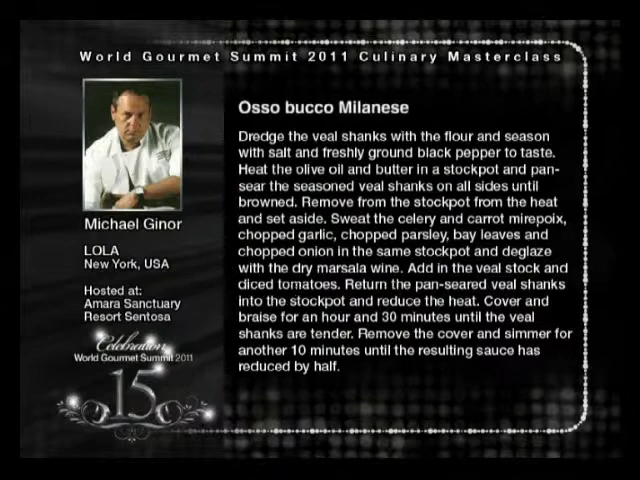 World Gourmet Summit 2011 Culinary Masterclass
Michael Ginor
LOLA
New York, USA
Hosted at:
Amara Sanctuary
Resort Sentosa
Celebration
World Gourmet Summit 2011
15
Osso bucco Milanese
Dredge the veal shanks with the flour and season
with salt and freshly ground black pepper to taste.
Heat the olive oil and butter in a stockpot and pan-
sear the seasoned veal shanks on all sides until
browned. Remove from the stockpot from the heat
and set aside. Sweat the celery and carrot mirepoix,
chopped garlic, chopped parsley, bay leaves and
chopped onion in the same stockpot and deglaze
with the dry marsala wine. Add in the veal stock and
diced tomatoes. Return the pan-seared veal shanks
into the stockpot and reduce the heat. Cover and
braise for an hour and 30 minutes until the veal
shanks are tender. Remove the cover and simmer for
another 10 minutes until the resulting sauce has
reduced by half.